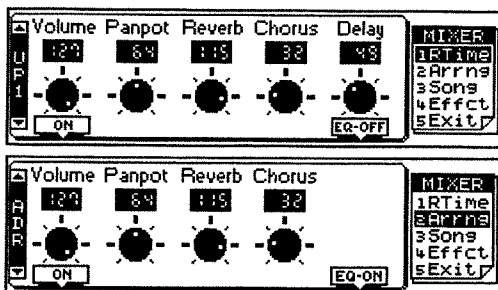 Volume Panpot Reverb Chorus Delay
127 64 115 32 49
UP1
ON
EQ-OFF
MIXER
1RTime
2Arrng
3Song
4Effct
5Exit
Volume Panpot Reverb Chorus
127 64 115 32
ADR
ON
EQ-ON
MIXER
1RTime
2Arrng
3Song
4Effct
5Exit